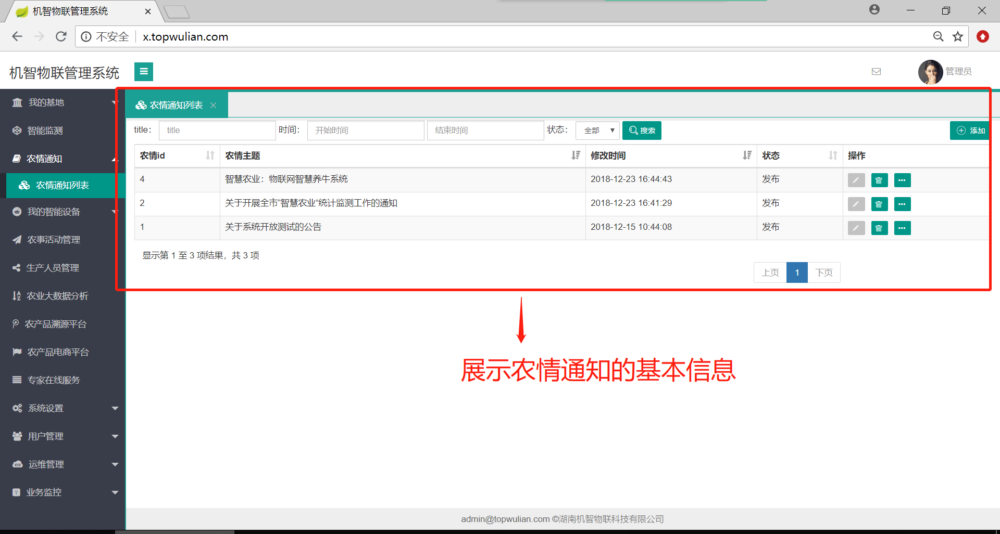 机智物联管理系统
不安全
x.topwulian.com
机智物联管理系统
管理员
我的基地
智能监测
农情通知
农情通知列表
我的智能设备
农事活动管理
生产人员管理
农业大数据分析
农产品溯源平台
农产品电商平台
专家在线服务
系统设置
用户管理
运维管理
业务监控
农情通知列表
title： title 时间： 开始时间 结束时间 状态： 全部 搜索 添加
农情id 农情主题 修改时间 状态 操作
4 智慧农业：物联网智慧养牛系统 2018-12-23 16:44:43 发布
2 关于开展全市“智慧农业”统计监测工作的通知 2018-12-23 16:41:29 发布
1 关于系统开放测试的公告 2018-12-15 10:44:08 发布
显示第 1 至 3 项结果，共 3 项
上页 1 下页
展示农情通知的基本信息
admin@topwulian.com ©湖南机智物联科技有限公司